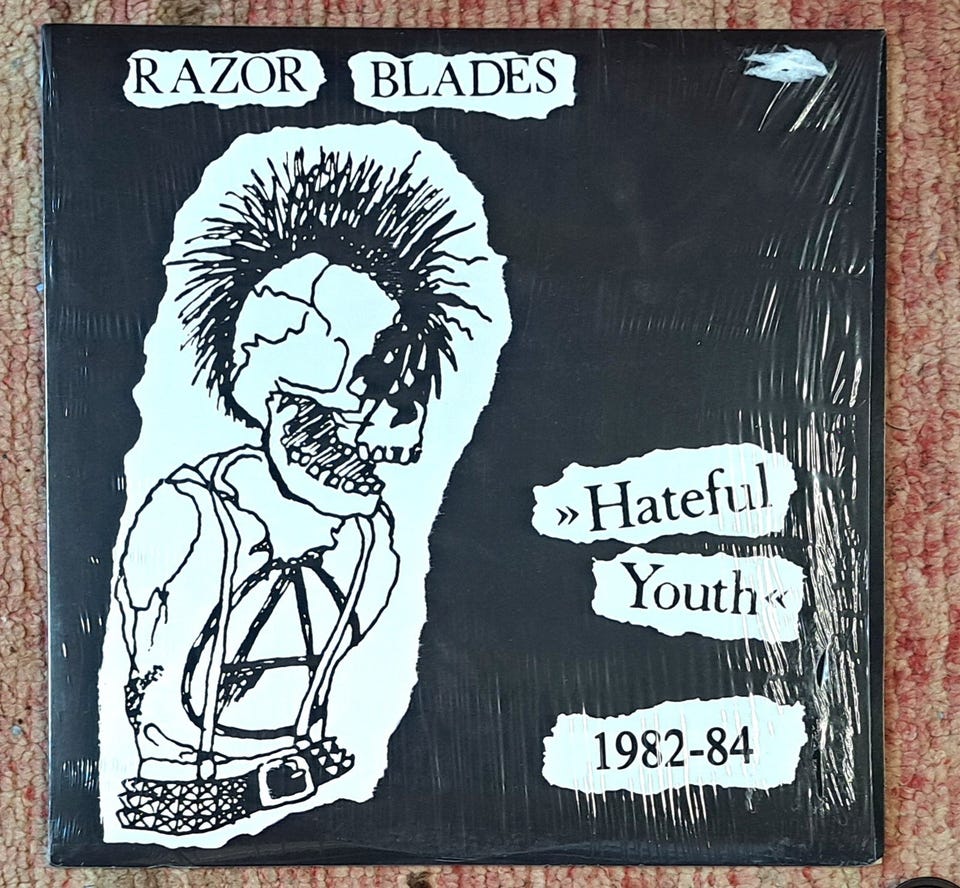 RAZOR BLADES
»Hateful
Youth«
1982-84